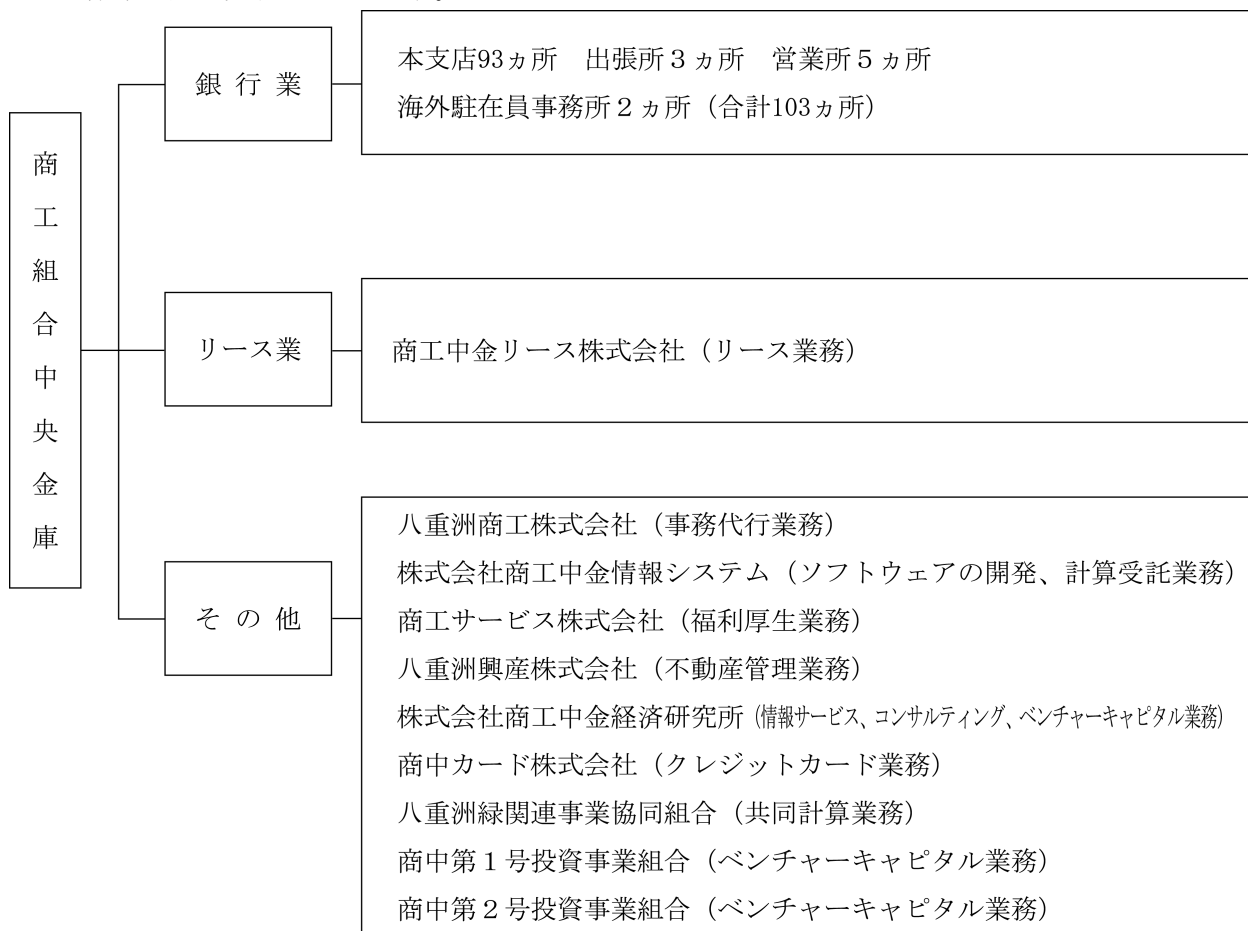 商工組合中央金庫
銀行業
本支店93ヵ所　出張所３ヵ所　営業所５ヵ所
海外駐在員事務所２ヵ所（合計103ヵ所）
リース業
商工中金リース株式会社（リース業務）
その他
八重洲商工株式会社（事務代行業務）
株式会社商工中金情報システム（ソフトウェアの開発、計算受託業務）
商工サービス株式会社（福利厚生業務）
八重洲興産株式会社（不動産管理業務）
株式会社商工中金経済研究所（情報サービス、コンサルティング、ベンチャーキャピタル業務）
商中カード株式会社（クレジットカード業務）
八重洲緑関連事業協同組合（共同計算業務）
商中第１号投資事業組合（ベンチャーキャピタル業務）
商中第２号投資事業組合（ベンチャーキャピタル業務）